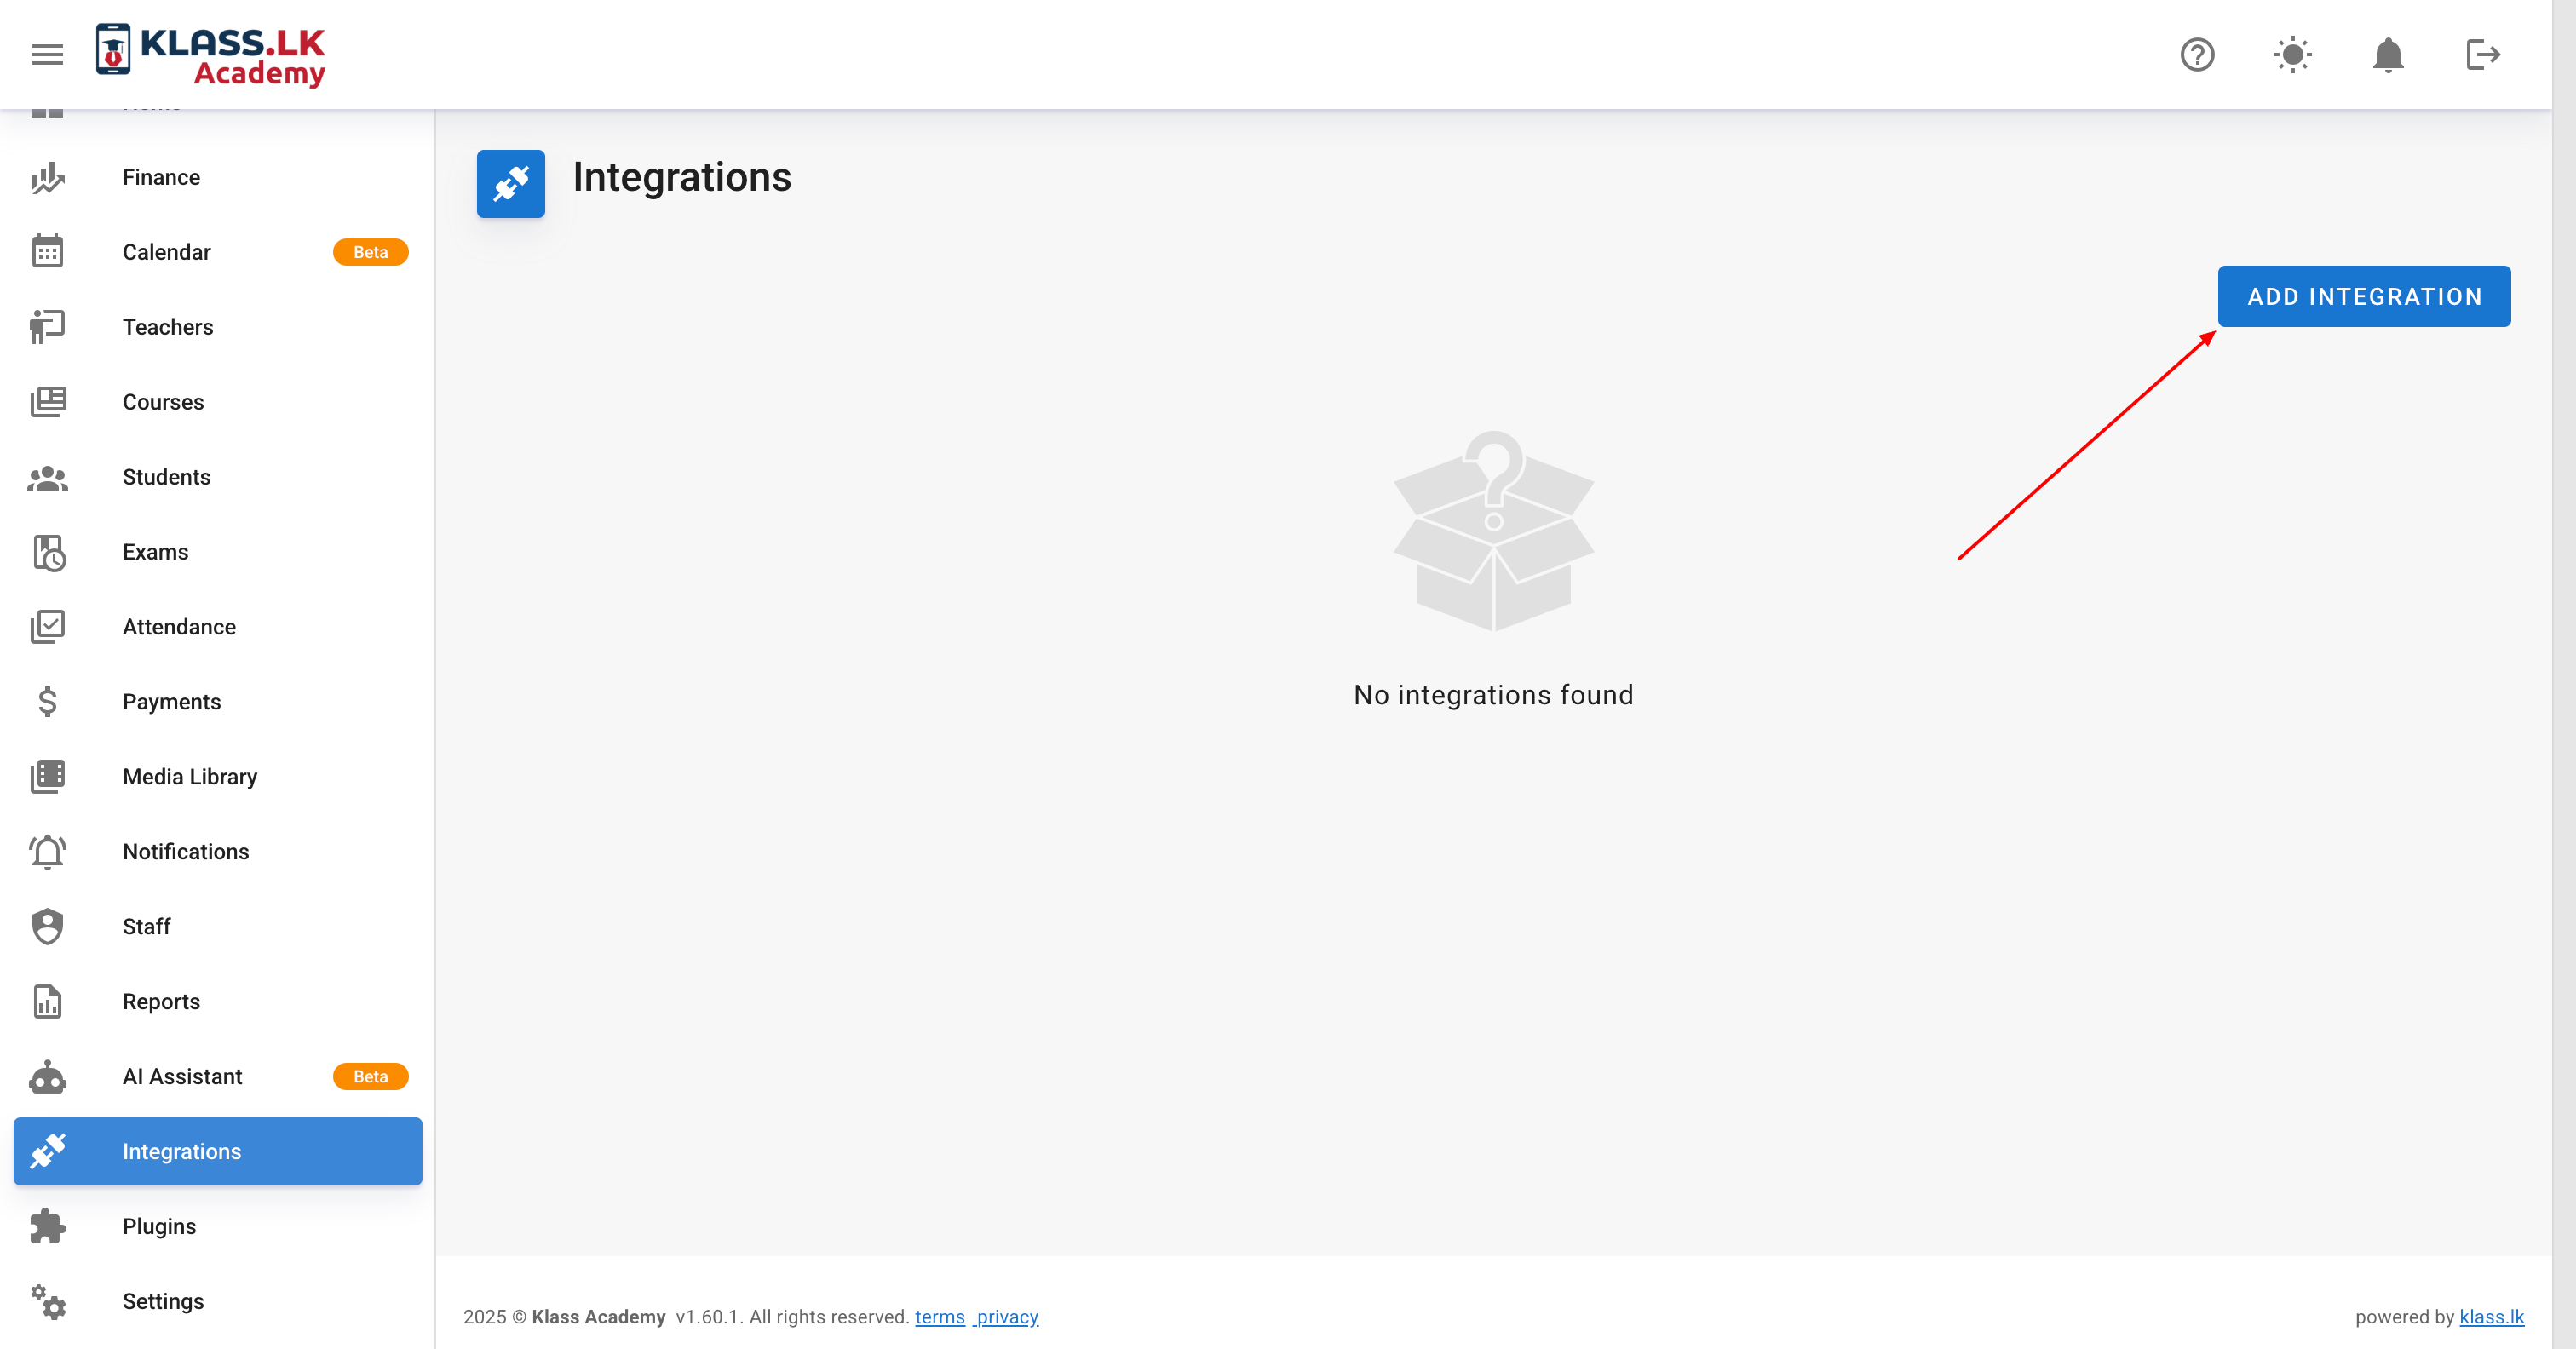 KLASS.LK
Academy
Finance
Calendar Beta
Teachers
Courses
Students
Exams
Attendance
Payments
Media Library
Notifications
Staff
Reports
AI Assistant Beta
Integrations
Plugins
Settings
Integrations
ADD INTEGRATION
No integrations found
2025 © Klass Academy v1.60.1. All rights reserved. terms privacy
powered by klass.lk